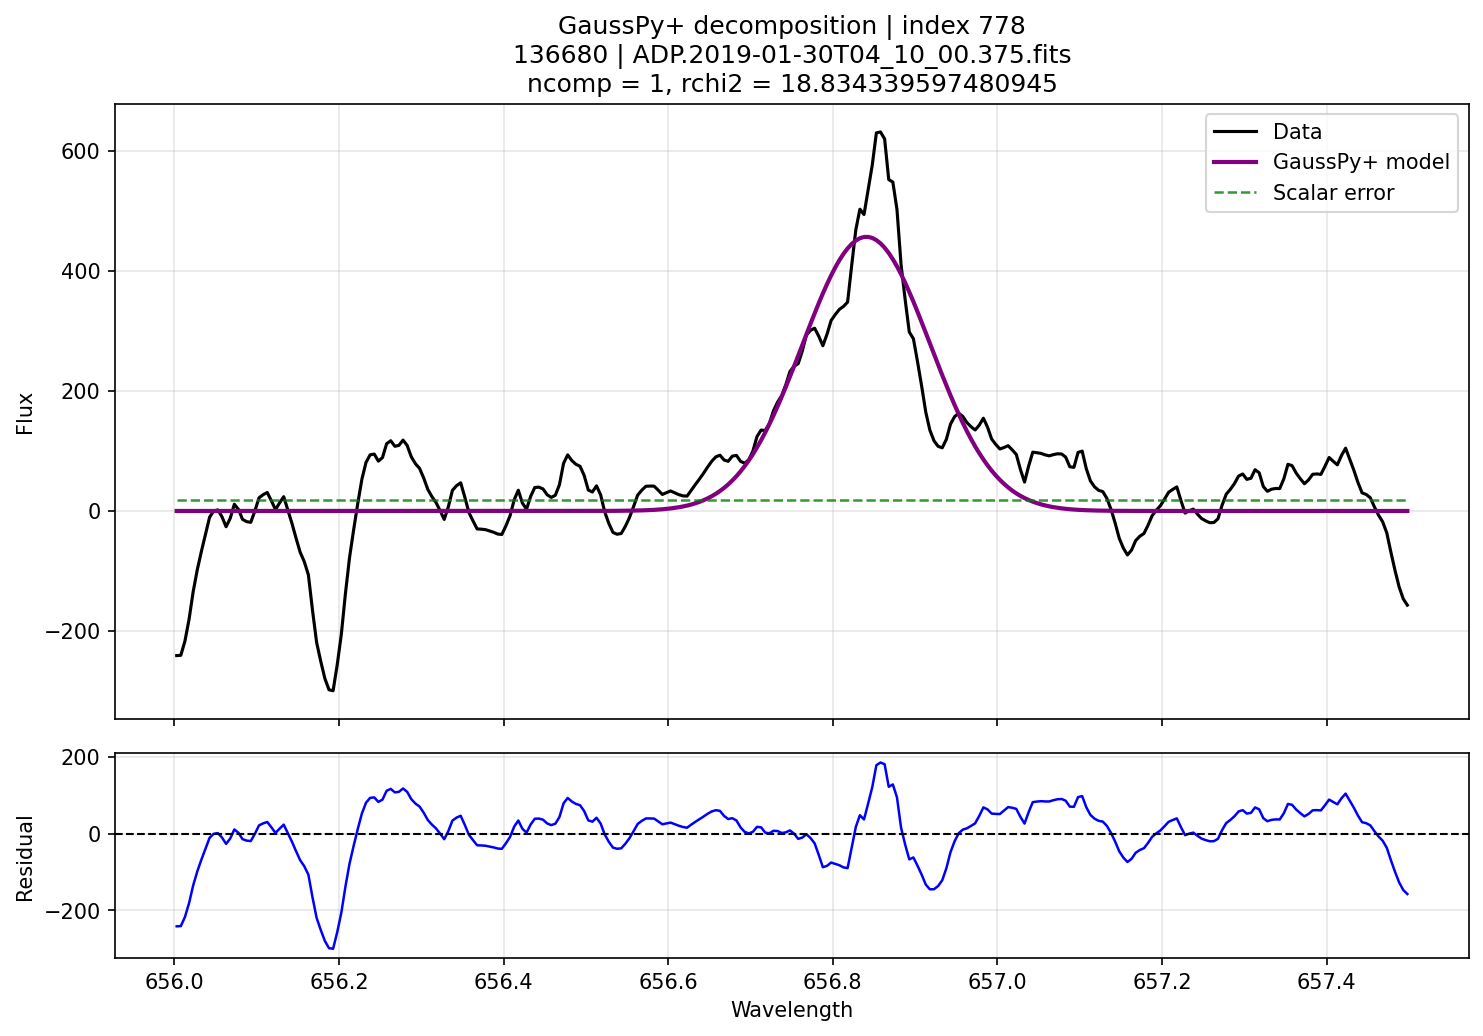 GaussPy+ decomposition | index 778
136680 | ADP.2019-01-30T04_10_00.375.fits
ncomp = 1, rchi2 = 18.834339597480945
Data
GaussPy+ model
Scalar error
600
400
200
0
−200
Flux
200
0
−200
Residual
656.0 656.2 656.4 656.6 656.8 657.0 657.2 657.4
Wavelength